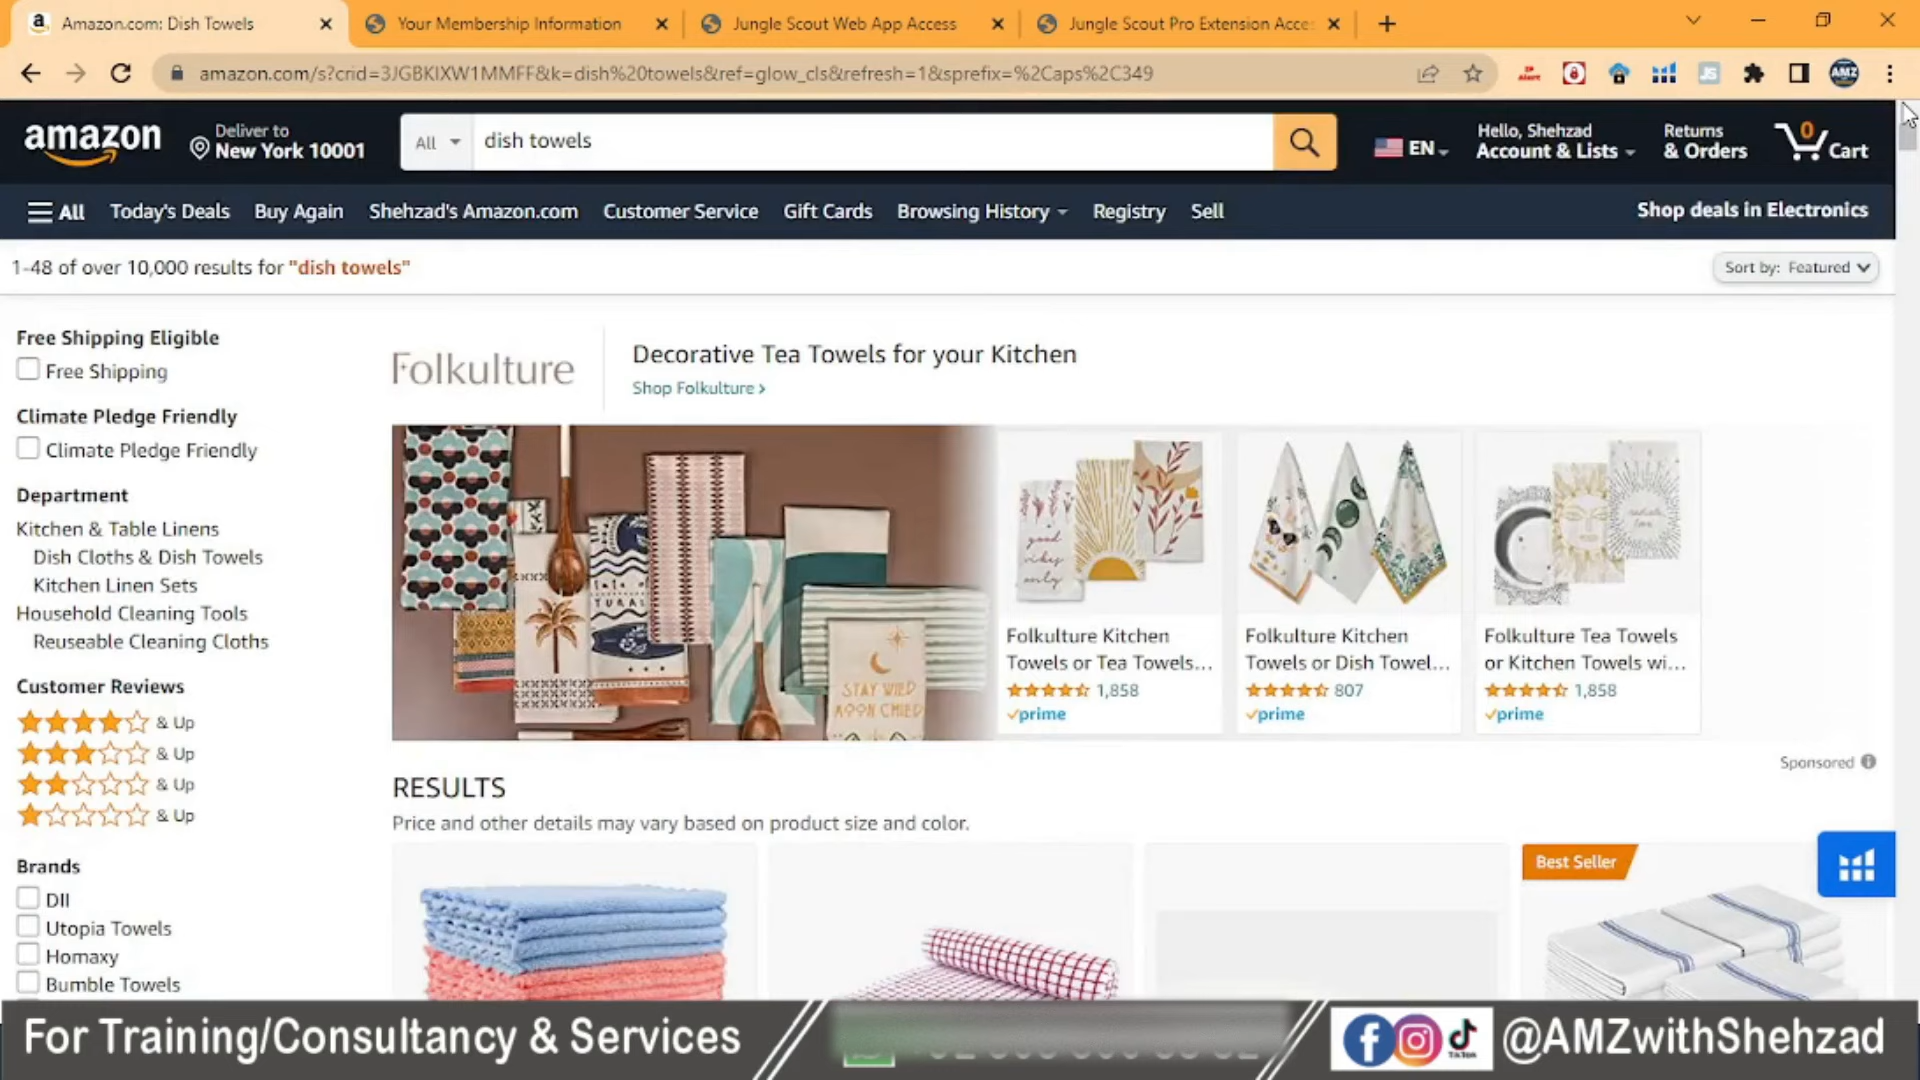 Amazon.com: Dish Towels
Your Membership Information
Jungle Scout Web App Access
Jungle Scout Pro Extension Acce
amazon.com/s?crid=3JGBKIXW1MMFF&k=dish%20towels&ref=glow_cls&refresh=1&sprefix=%2Caps%2C349
JS
AMZ
amazon
Deliver to
New York 10001
All
dish towels
EN
Hello, Shehzad
Account & Lists
Returns
& Orders
0
Cart
All
Today's Deals
Buy Again
Shehzad's Amazon.com
Customer Service
Gift Cards
Browsing History
Registry
Sell
Shop deals in Electronics
1-48 of over 10,000 results for "dish towels"
Sort by: Featured
Free Shipping Eligible
Free Shipping
Climate Pledge Friendly
Climate Pledge Friendly
Department
Kitchen & Table Linens
Dish Cloths & Dish Towels
Kitchen Linen Sets
Household Cleaning Tools
Reuseable Cleaning Cloths
Customer Reviews
& Up
& Up
& Up
& Up
Brands
DII
Utopia Towels
Homaxy
Bumble Towels
Folkulture
Decorative Tea Towels for your Kitchen
Shop Folkulture ›
STAY WILD
MOON CHILD
good
vibes
only
Folkulture Kitchen
Towels or Tea Towels...
1,858
prime
Folkulture Kitchen
Towels or Dish Towel...
807
prime
Folkulture Tea Towels
or Kitchen Towels wi...
1,858
prime
Sponsored
RESULTS
Price and other details may vary based on product size and color.
Best Seller
For Training/Consultancy & Services
@AMZwithShehzad